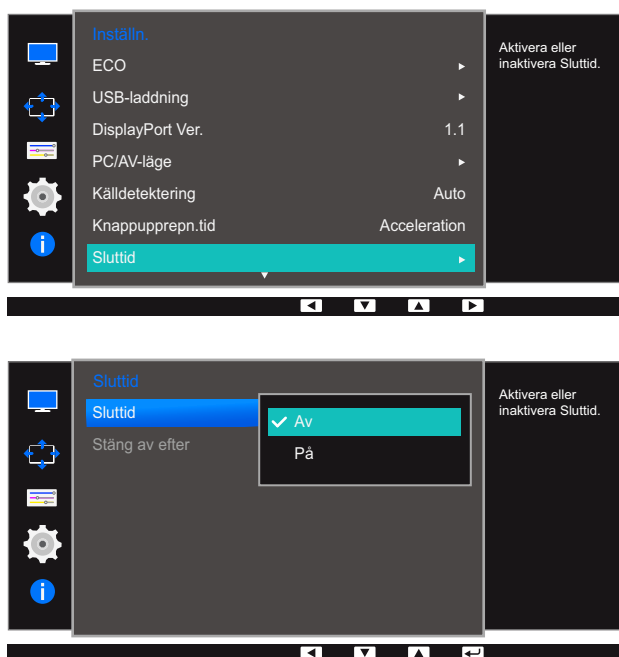 Inställn.
Aktivera eller
inaktivera Sluttid.
ECO
USB-laddning
DisplayPort Ver. 1.1
PC/AV-läge
Källdetektering Auto
Knappupprepn.tid Acceleration
Sluttid
Sluttid
Aktivera eller
inaktivera Sluttid.
Sluttid Av
Stäng av efter På